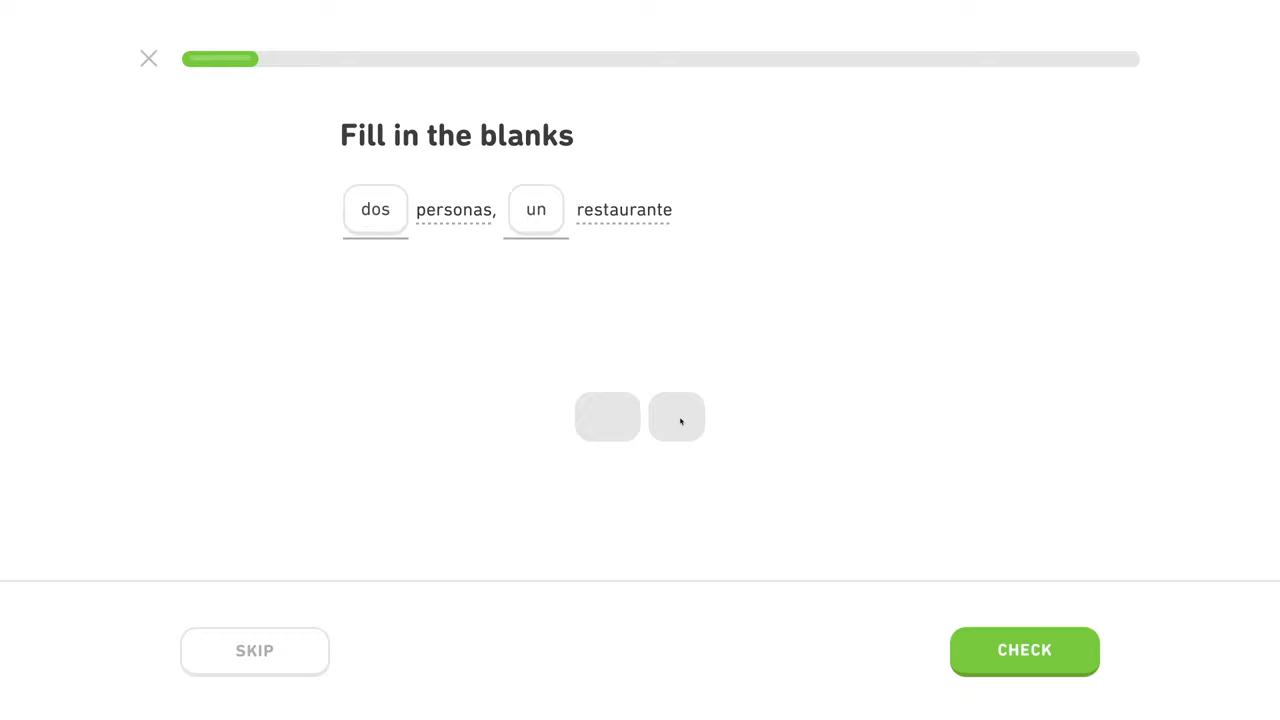 Fill in the blanks
dos personas, un restaurante
SKIP
CHECK